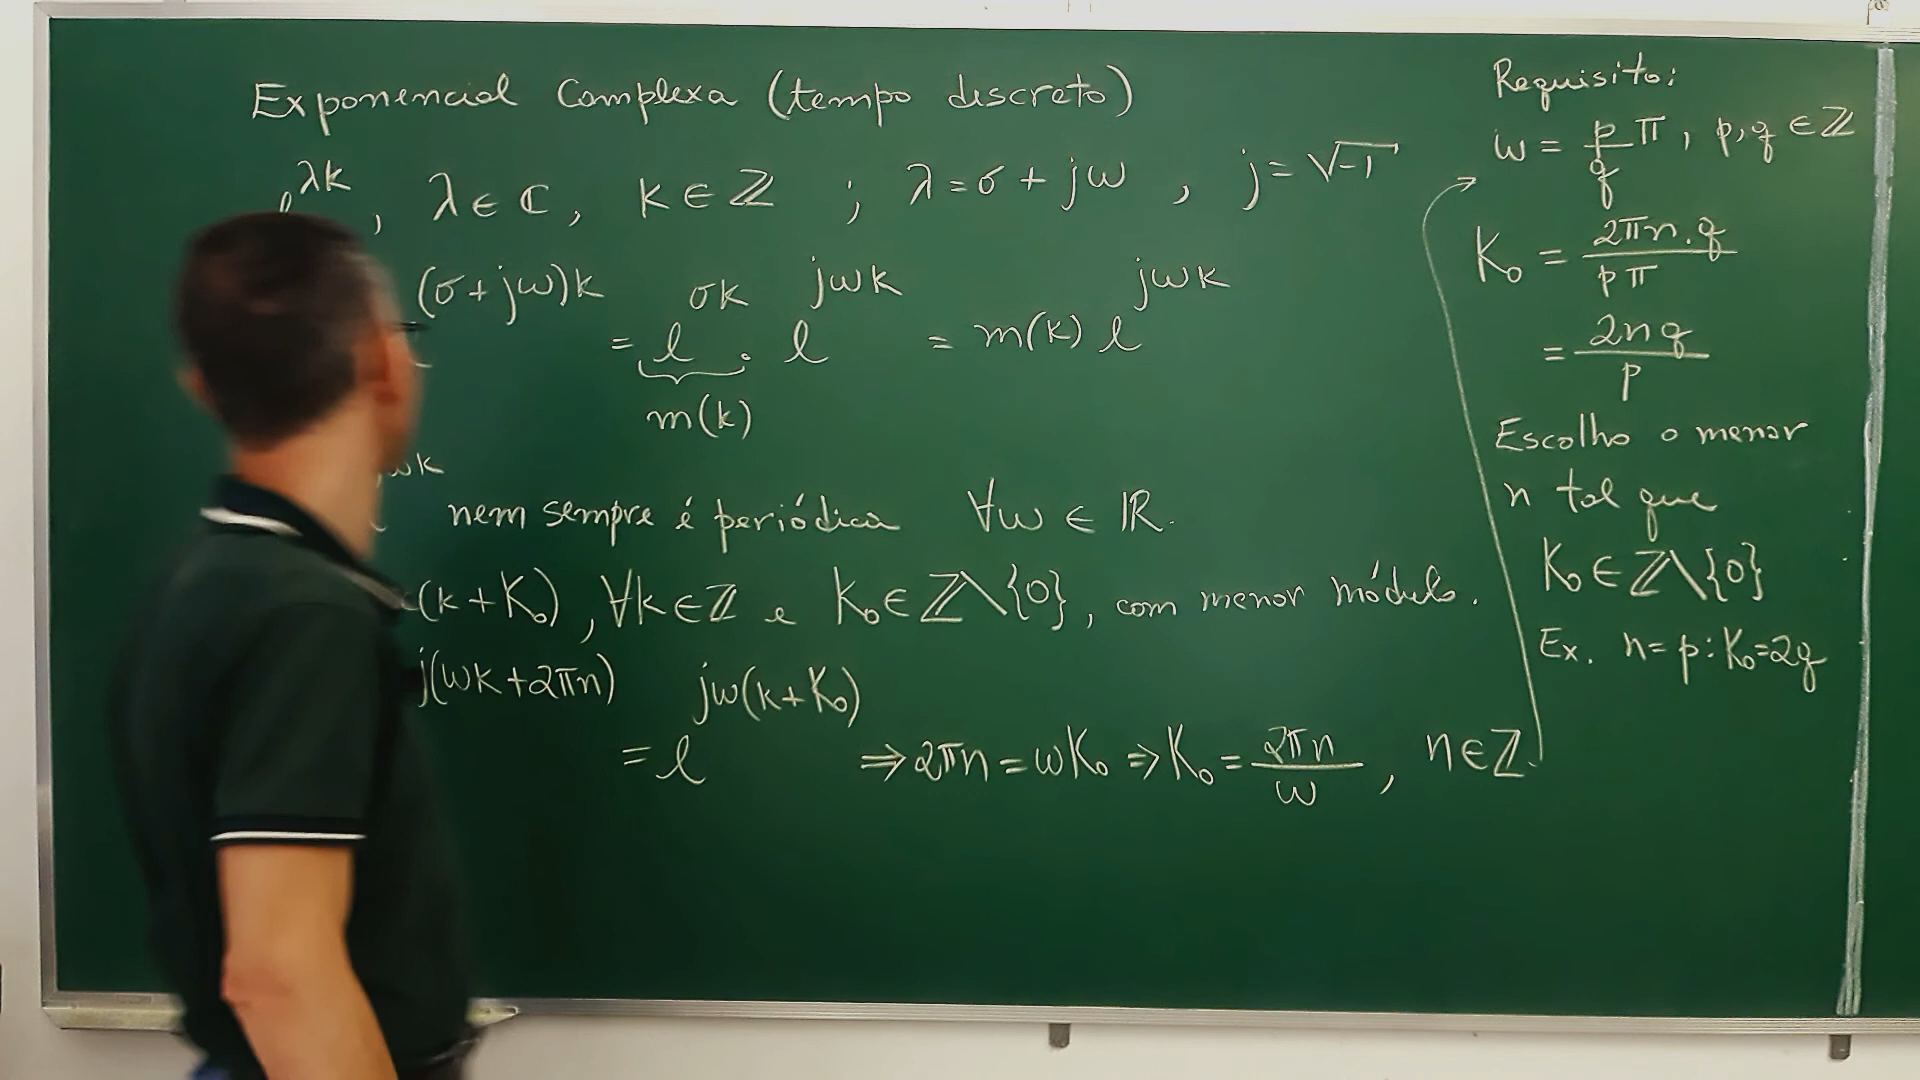 Exponencial Complexa (tempo discreto)
e^{λk}, λ ∈ ℂ, k ∈ ℤ ; λ = σ + jω, j = √-1
(σ + jω)k = e^{σk} . e^{jωk} = m(k) e^{jωk}
m(k)
ωk nem sempre é periódica ∀ω ∈ ℝ.
(k + K₀), ∀k ∈ ℤ e K₀ ∈ ℤ\{0}, com menor módulo.
j(ωk + 2πn) = e^{jω(k + K₀)} ⇒ 2πn = ωK₀ ⇒ K₀ = 2πn/ω, n ∈ ℤ.
Requisito:
ω = p/q π, p, q ∈ ℤ
K₀ = 2πn.q/pπ
= 2nq/p
Escolho o menor
n tal que
K₀ ∈ ℤ\{0}
Ex. n = p : K₀ = 2q